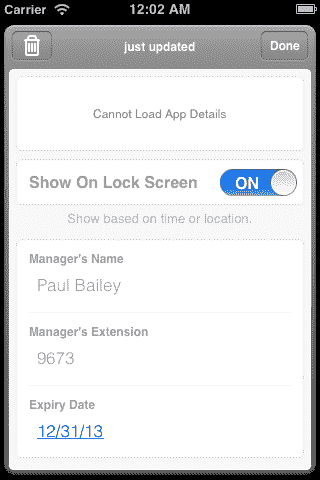 Carrier 12:02 AM
just updated Done
Cannot Load App Details
Show On Lock Screen ON
Show based on time or location.
Manager's Name
Paul Bailey
Manager's Extension
9673
Expiry Date
12/31/13